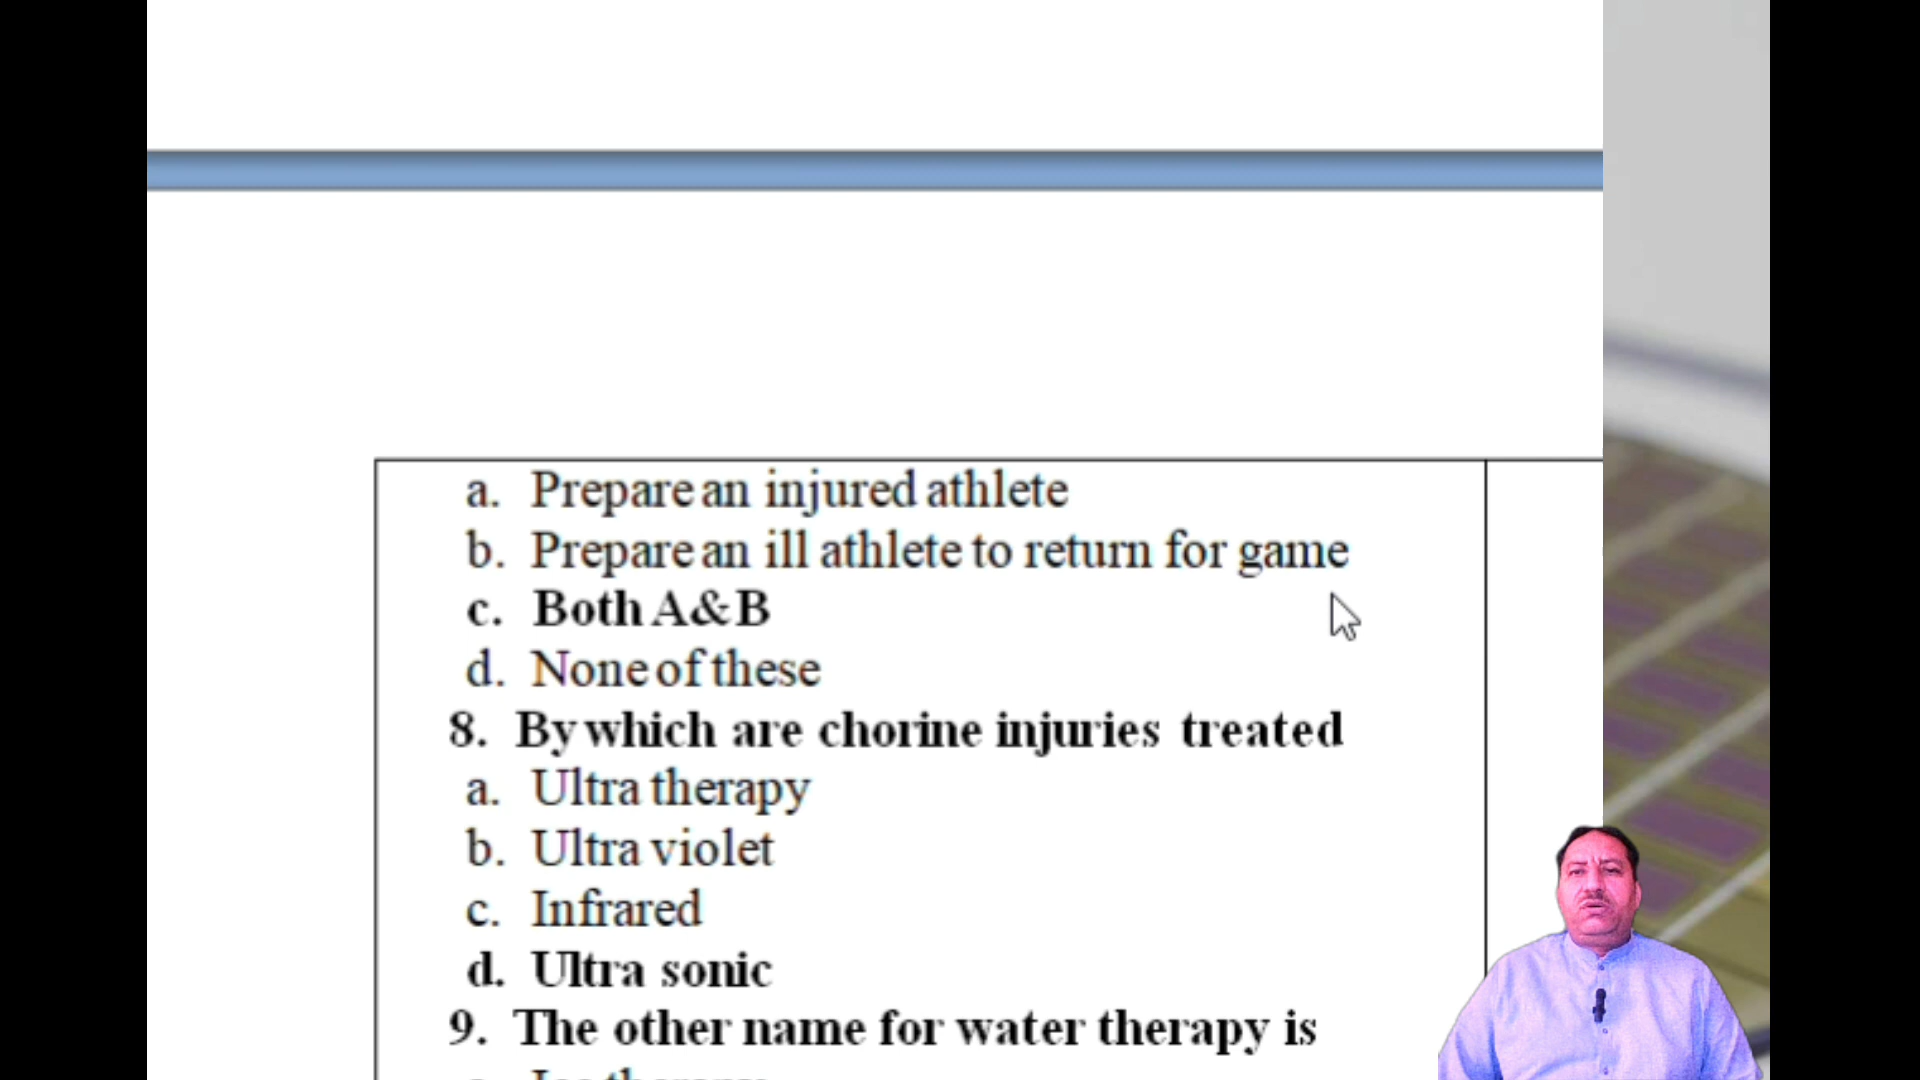 a. Prepare an injured athlete
b. Prepare an ill athlete to return for game
c. Both A&B
d. None of these
8. By which are chorine injuries treated
a. Ultra therapy
b. Ultra violet
c. Infrared
d. Ultra sonic
9. The other name for water therapy is